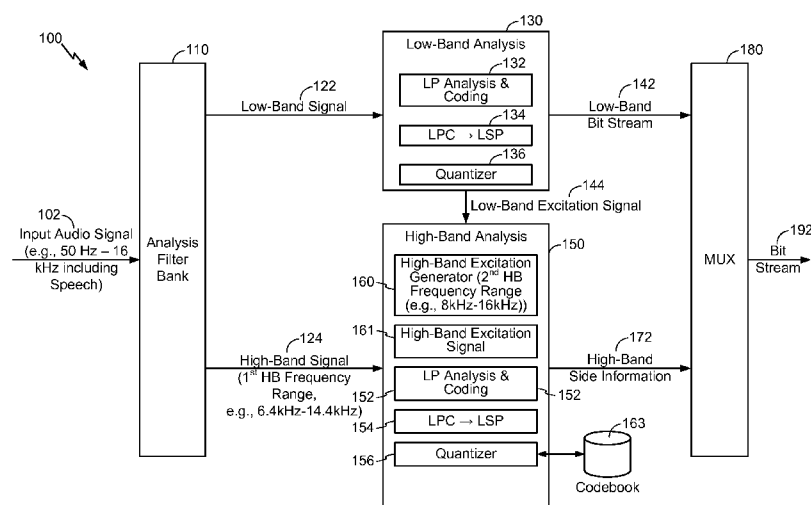 100
110
130
180
Low-Band Analysis
132
LP Analysis &
Coding
122
Low-Band Signal
134
LPC → LSP
142
Low-Band
Bit Stream
136
Quantizer
144
Low-Band Excitation Signal
102
Input Audio Signal
(e.g., 50 Hz – 16
kHz including
Speech)
Analysis
Filter
Bank
High-Band Analysis
150
MUX
192
Bit
Stream
160
High-Band Excitation
Generator (2nd HB
Frequency Range
(e.g., 8kHz-16kHz))
161
High-Band Excitation
Signal
124
High-Band Signal
(1st HB Frequency
Range,
e.g., 6.4kHz-14.4kHz)
172
High-Band
Side Information
152
LP Analysis &
Coding
152
154
LPC → LSP
156
Quantizer
163
Codebook